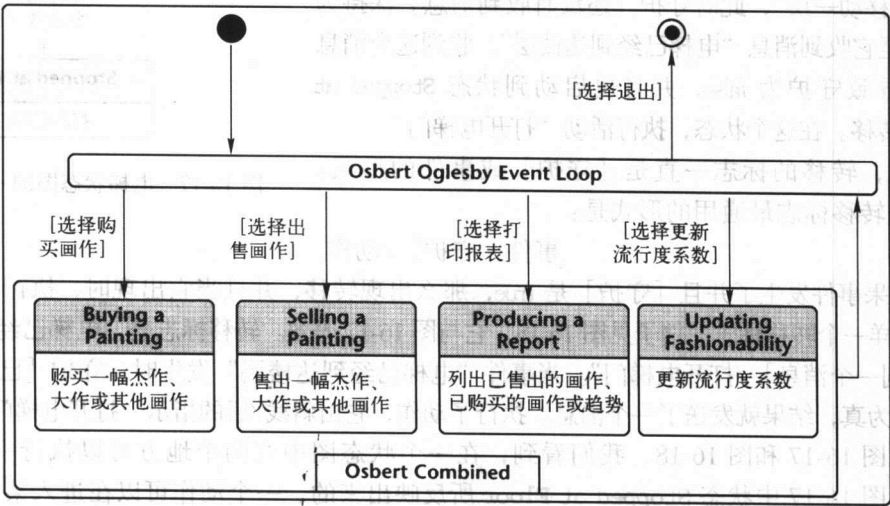 [选择退出]
Osbert Oglesby Event Loop
[选择购
买画作]
[选择出
售画作]
[选择打
印报表]
[选择更新
流行度系数]
Buying a
Painting
购买一幅杰作、
大作或其他画作
Selling a
Painting
售出一幅杰作、
大作或其他画作
Producing a
Report
列出已售出的画作、
已购买的画作或趋势
Updating
Fashionability
更新流行度系数
Osbert Combined